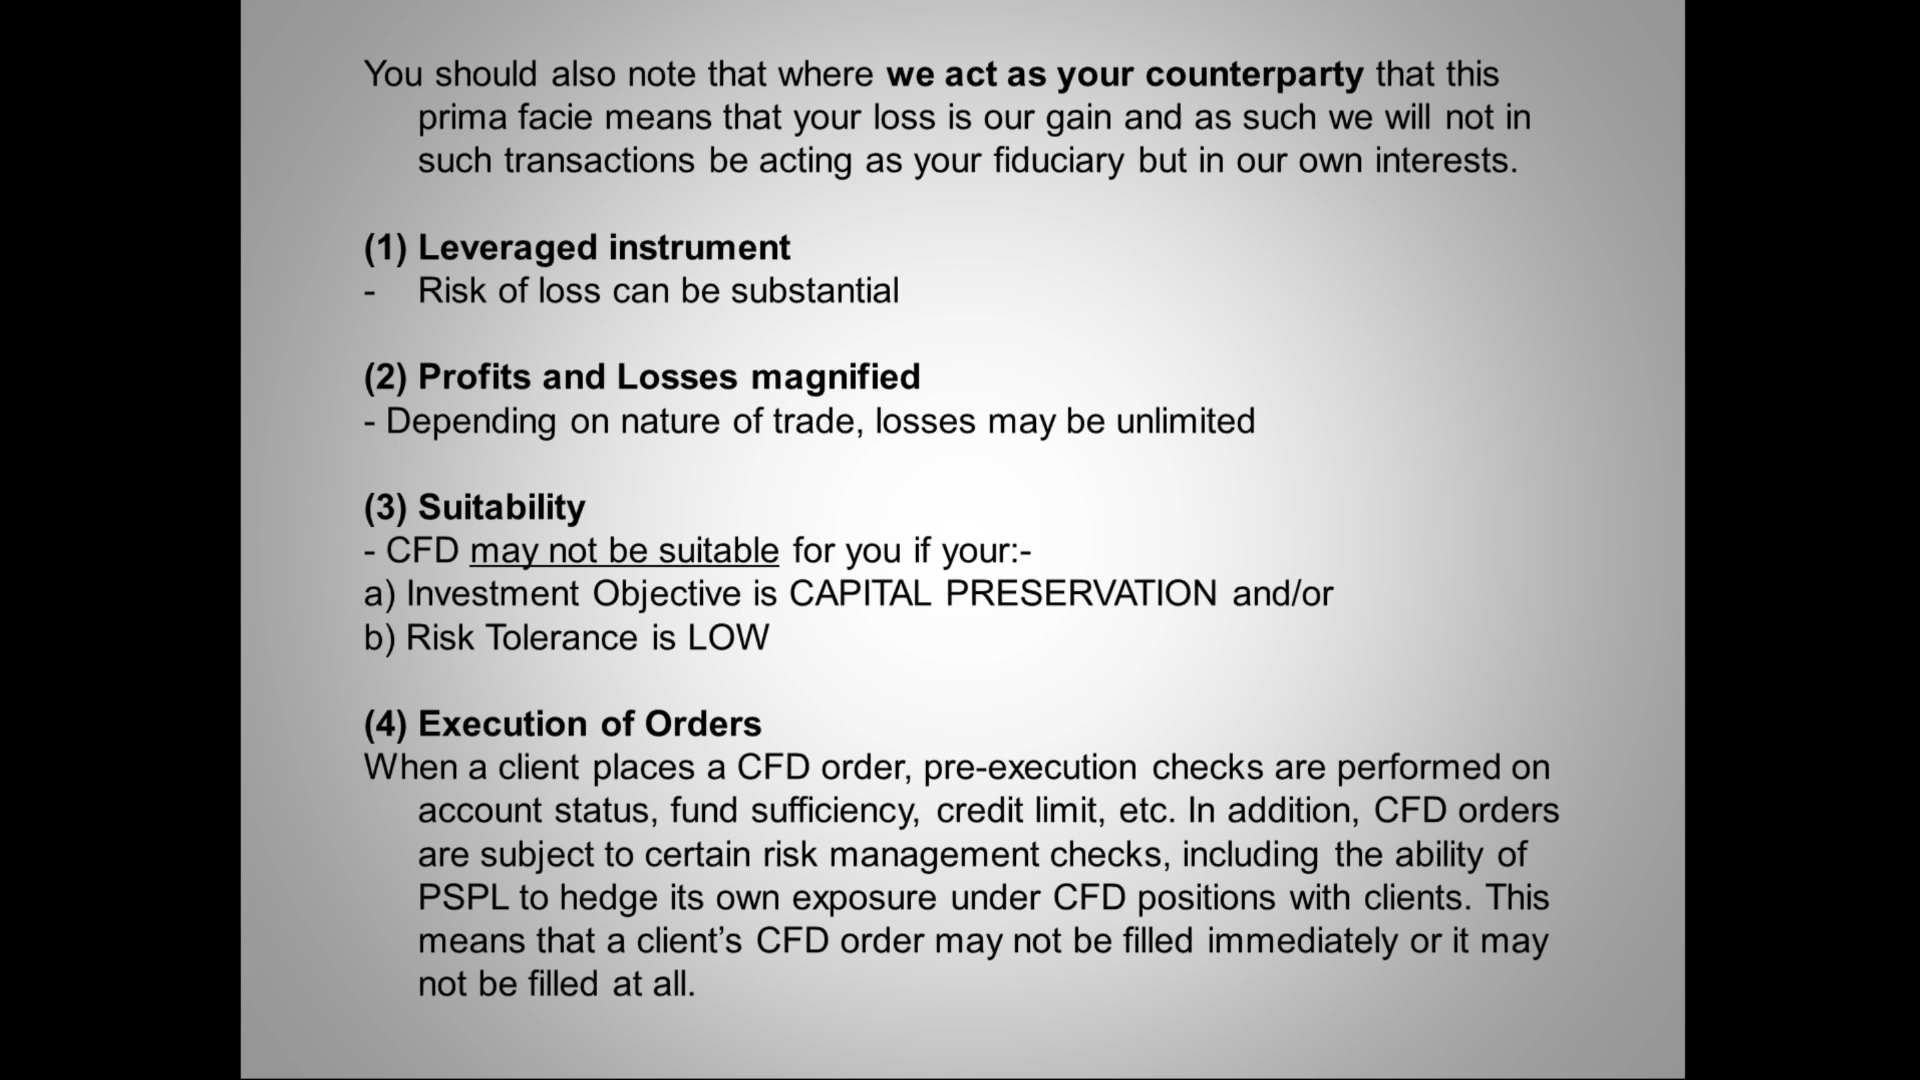 You should also note that where we act as your counterparty that this
prima facie means that your loss is our gain and as such we will not in
such transactions be acting as your fiduciary but in our own interests.
(1) Leveraged instrument
- Risk of loss can be substantial
(2) Profits and Losses magnified
- Depending on nature of trade, losses may be unlimited
(3) Suitability
- CFD may not be suitable for you if your:-
a) Investment Objective is CAPITAL PRESERVATION and/or
b) Risk Tolerance is LOW
(4) Execution of Orders
When a client places a CFD order, pre-execution checks are performed on
account status, fund sufficiency, credit limit, etc. In addition, CFD orders
are subject to certain risk management checks, including the ability of
PSPL to hedge its own exposure under CFD positions with clients. This
means that a client’s CFD order may not be filled immediately or it may
not be filled at all.